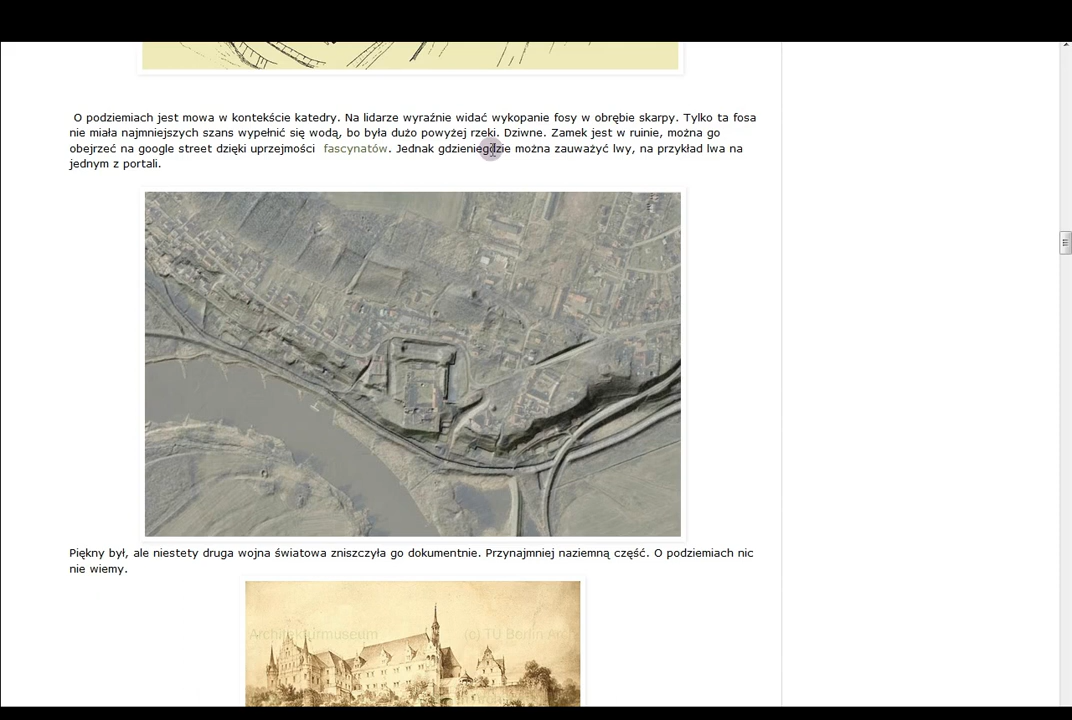 O podziemiach jest mowa w kontekście katedry. Na lidarze wyraźnie widać wykopanie fosy w obrębie skarpy. Tylko ta fosa
nie miała najmniejszych szans wypełnić się wodą, bo była dużo powyżej rzeki. Dziwne. Zamek jest w ruinie, można go
obejrzeć na google street dzięki uprzejmości fascynatów. Jednak gdzieniegdzie można zauważyć lwy, na przykład lwa na
jednym z portali.
Piękny był, ale niestety druga wojna światowa zniszczyła go dokumentnie. Przynajmniej naziemną część. O podziemiach nic
nie wiemy.
Architekturmuseum (c) TU Berlin